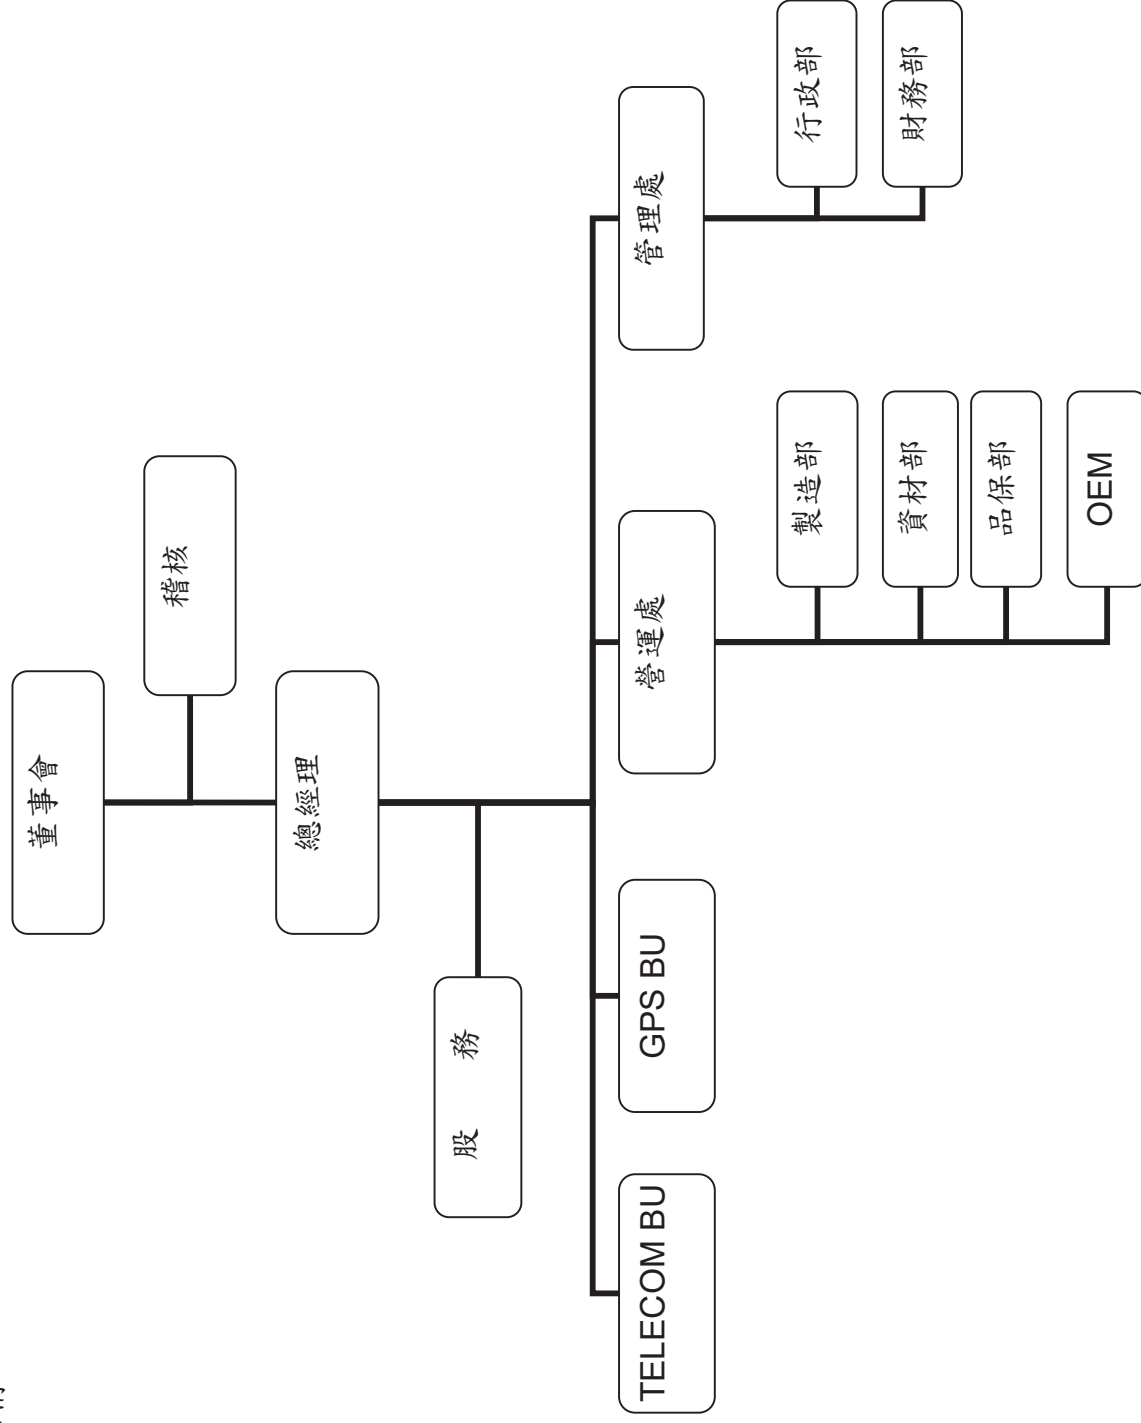 董事會
稽核
總經理
股 務
TELECOM BU
GPS BU
營運處
管理處
製造部
資材部
品保部
OEM
行政部
財務部